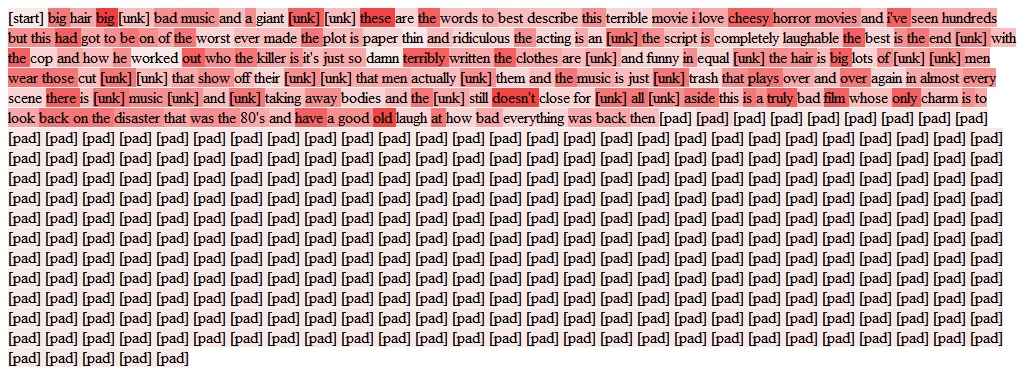 [start] big hair big [unk] bad music and a giant [unk] [unk] these are the words to best describe this terrible movie i love cheesy horror movies and i've seen hundreds
but this had got to be on of the worst ever made the plot is paper thin and ridiculous the acting is an [unk] the script is completely laughable the best is the end [unk] with
the cop and how he worked out who the killer is it's just so damn terribly written the clothes are [unk] and funny in equal [unk] the hair is big lots of [unk] [unk] men
wear those cut [unk] [unk] that show off their [unk] [unk] that men actually [unk] them and the music is just [unk] trash that plays over and over again in almost every
scene there is [unk] music [unk] and [unk] taking away bodies and the [unk] still doesn't close for [unk] all [unk] aside this is a truly bad film whose only charm is to
look back on the disaster that was the 80's and have a good old laugh at how bad everything was back then [pad] [pad] [pad] [pad] [pad] [pad] [pad] [pad] [pad]
[pad] [pad] [pad] [pad] [pad] [pad] [pad] [pad] [pad] [pad] [pad] [pad] [pad] [pad] [pad] [pad] [pad] [pad] [pad] [pad] [pad] [pad] [pad] [pad] [pad] [pad] [pad]
[pad] [pad] [pad] [pad] [pad] [pad] [pad] [pad] [pad] [pad] [pad] [pad] [pad] [pad] [pad] [pad] [pad] [pad] [pad] [pad] [pad] [pad] [pad] [pad] [pad] [pad] [pad]
[pad] [pad] [pad] [pad] [pad] [pad] [pad] [pad] [pad] [pad] [pad] [pad] [pad] [pad] [pad] [pad] [pad] [pad] [pad] [pad] [pad] [pad] [pad] [pad] [pad] [pad] [pad]
[pad] [pad] [pad] [pad] [pad] [pad] [pad] [pad] [pad] [pad] [pad] [pad] [pad] [pad] [pad] [pad] [pad] [pad] [pad] [pad] [pad] [pad] [pad] [pad] [pad] [pad] [pad]
[pad] [pad] [pad] [pad] [pad] [pad] [pad] [pad] [pad] [pad] [pad] [pad] [pad] [pad] [pad] [pad] [pad] [pad] [pad] [pad] [pad] [pad] [pad] [pad] [pad] [pad] [pad]
[pad] [pad] [pad] [pad] [pad] [pad] [pad] [pad] [pad] [pad] [pad] [pad] [pad] [pad] [pad] [pad] [pad] [pad] [pad] [pad] [pad] [pad] [pad] [pad] [pad] [pad] [pad]
[pad] [pad] [pad] [pad] [pad] [pad] [pad] [pad] [pad] [pad] [pad] [pad] [pad] [pad] [pad] [pad] [pad] [pad] [pad] [pad] [pad] [pad] [pad] [pad] [pad] [pad] [pad]
[pad] [pad] [pad] [pad] [pad] [pad] [pad] [pad] [pad] [pad] [pad] [pad] [pad] [pad] [pad] [pad] [pad] [pad] [pad] [pad] [pad] [pad] [pad] [pad] [pad] [pad] [pad]
[pad] [pad] [pad] [pad] [pad] [pad] [pad] [pad] [pad] [pad] [pad] [pad] [pad] [pad] [pad] [pad] [pad] [pad] [pad] [pad] [pad] [pad] [pad] [pad] [pad] [pad] [pad]
[pad] [pad] [pad] [pad] [pad] [pad] [pad] [pad] [pad] [pad] [pad] [pad] [pad] [pad] [pad] [pad] [pad] [pad] [pad] [pad] [pad] [pad] [pad] [pad] [pad] [pad] [pad]
[pad] [pad] [pad] [pad] [pad] [pad] [pad] [pad] [pad] [pad] [pad] [pad] [pad] [pad] [pad] [pad] [pad] [pad] [pad] [pad] [pad] [pad] [pad] [pad] [pad] [pad] [pad]
[pad] [pad] [pad] [pad] [pad]